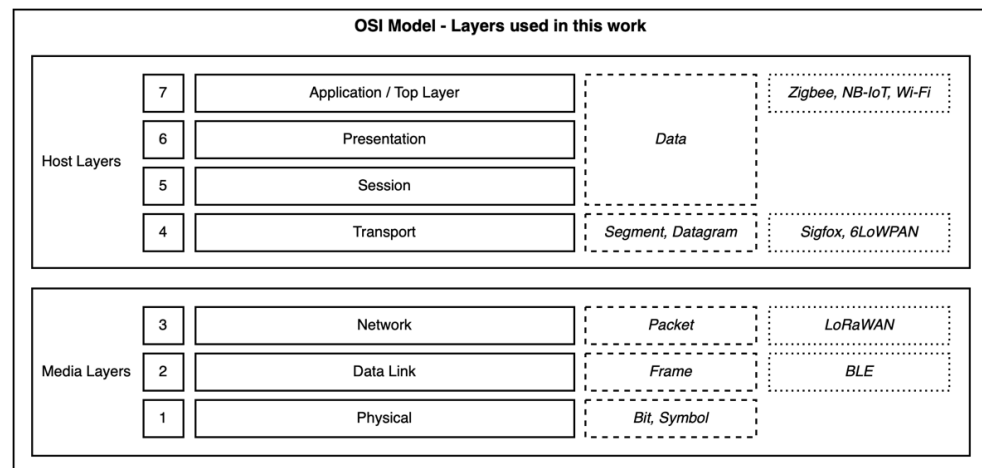 OSI Model - Layers used in this work
Host Layers
7 Application / Top Layer Data Zigbee, NB-IoT, Wi-Fi
6 Presentation
5 Session
4 Transport Segment, Datagram Sigfox, 6LoWPAN
Media Layers
3 Network Packet LoRaWAN
2 Data Link Frame BLE
1 Physical Bit, Symbol